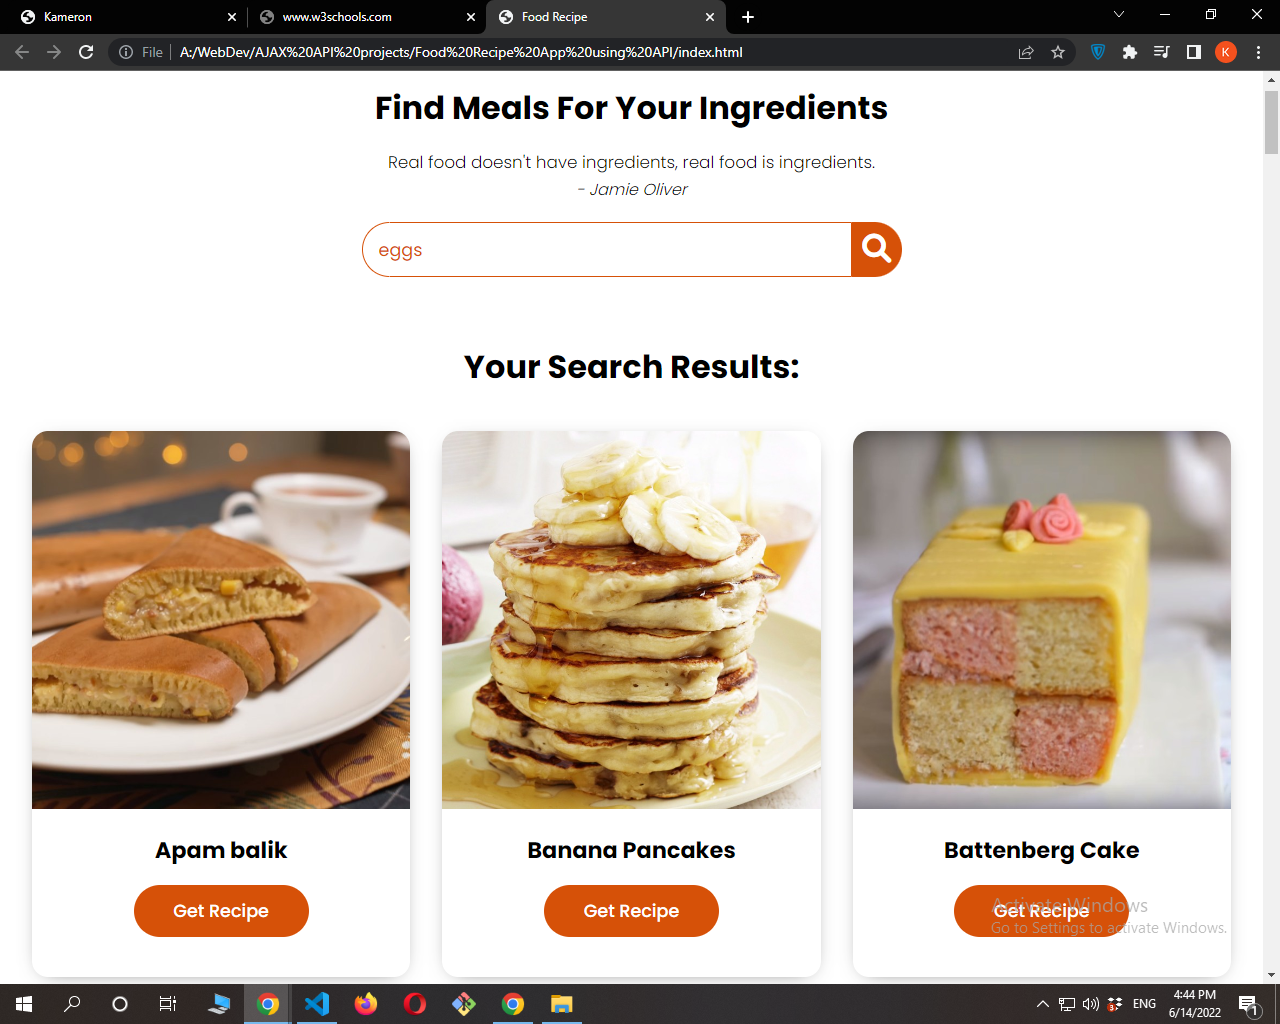 Kameron
www.w3schools.com
Food Recipe
File
A:/WebDev/AJAX%20API%20projects/Food%20Recipe%20App%20using%20API/index.html
K
Find Meals For Your Ingredients
Real food doesn't have ingredients, real food is ingredients.
- Jamie Oliver
eggs
Your Search Results:
Apam balik
Banana Pancakes
Battenberg Cake
Get Recipe
Get Recipe
Get Recipe
Activate Windows
Go to Settings to activate Windows.
ENG
4:44 PM
6/14/2022
3
1